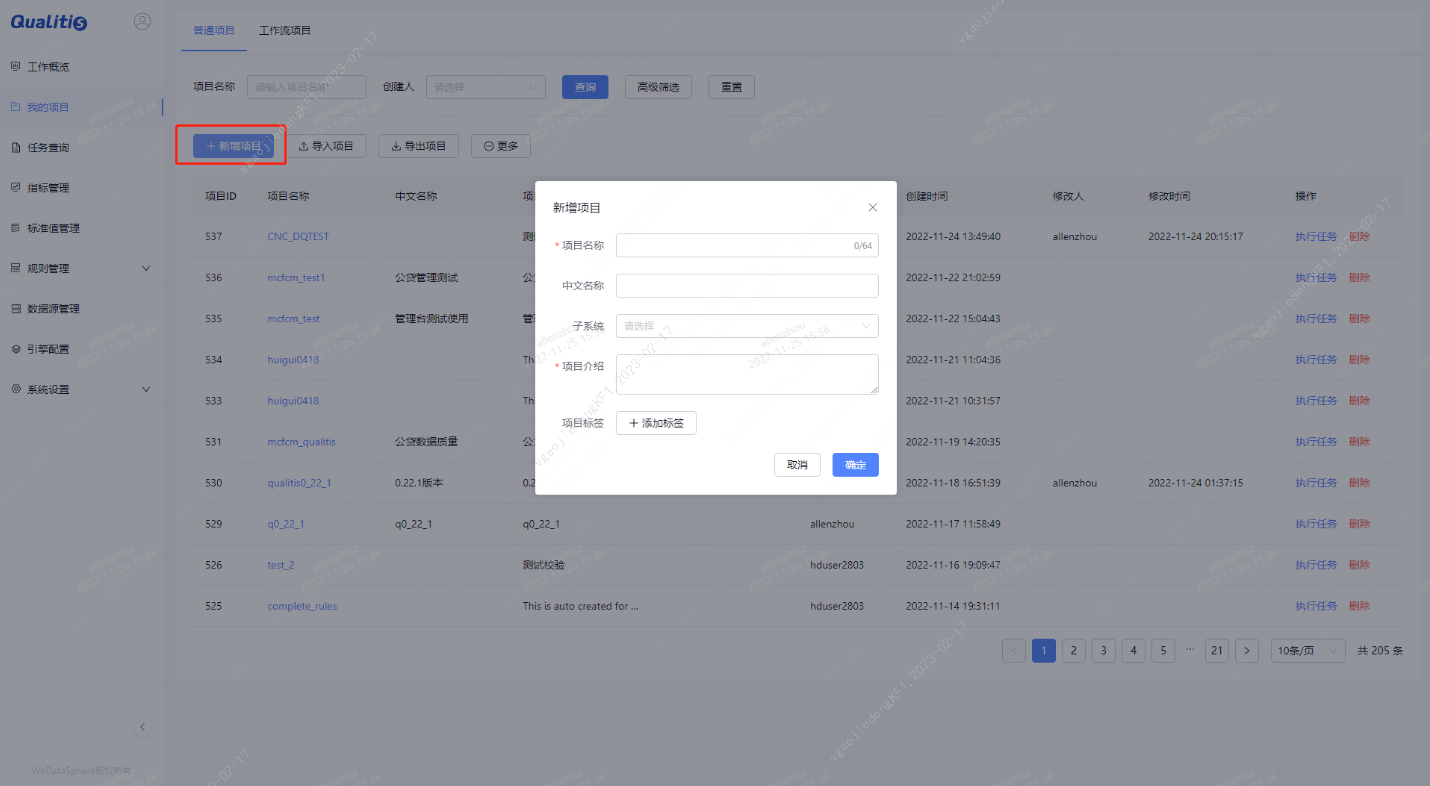 Qualitis
普通项目 工作流项目
工作概览
我的项目
任务查询
指标管理
标准值管理
规则管理
数据源管理
引擎配置
系统设置
项目名称 请输入项目名称 创建人 请选择 查询 高级筛选 重置
新增项目 导入项目 导出项目 更多
项目ID 项目名称 中文名称 创建时间 修改人 修改时间 操作
537 CNC_DQTEST 2022-11-24 13:49:40 allenzhou 2022-11-24 20:15:17 执行任务 删除
536 mcfcm_test1 公贷管理测试 2022-11-22 21:02:59 执行任务 删除
535 mcfcm_test 管理台测试使用 2022-11-22 15:04:43 执行任务 删除
534 huigui0418 2022-11-21 11:04:36 执行任务 删除
533 huigui0418 2022-11-21 10:31:57 执行任务 删除
531 mcfcm_qualitis 公贷数据质量 2022-11-19 14:20:35 执行任务 删除
530 qualitis0_22_1 0.22.1版本 2022-11-18 16:51:39 allenzhou 2022-11-24 01:37:15 执行任务 删除
529 q0_22_1 q0_22_1 q0_22_1 allenzhou 2022-11-17 11:58:49 执行任务 删除
526 test_2 测试校验 hduser2803 2022-11-16 19:09:47 执行任务 删除
525 complete_rules This is auto created for ... hduser2803 2022-11-14 19:31:11 执行任务 删除
1 2 3 4 5 ··· 21 10条/页 共 205 条
新增项目
* 项目名称 0/64
中文名称
子系统 请选择
* 项目介绍
项目标签 添加标签
取消 确定
WeDataSphere版权所有
allenzhou
2022-11-25 15:38
vgaojiedengKF1,2023-02-17